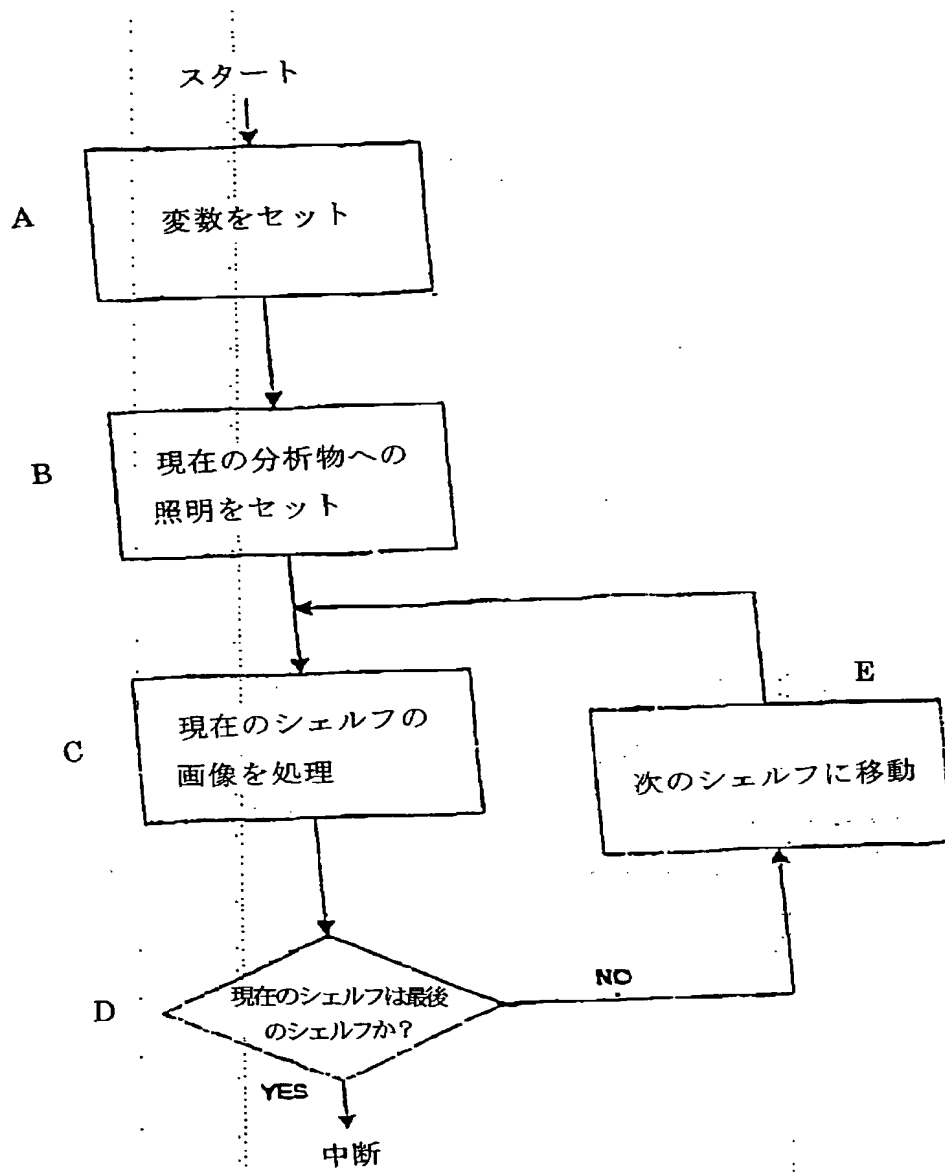 スタート
A
変数をセット
B
現在の分析物への
照明をセット
C
現在のシェルフの
画像を処理
E
次のシェルフに移動
D
現在のシェルフは最後
のシェルフか?
NO
YES
中断